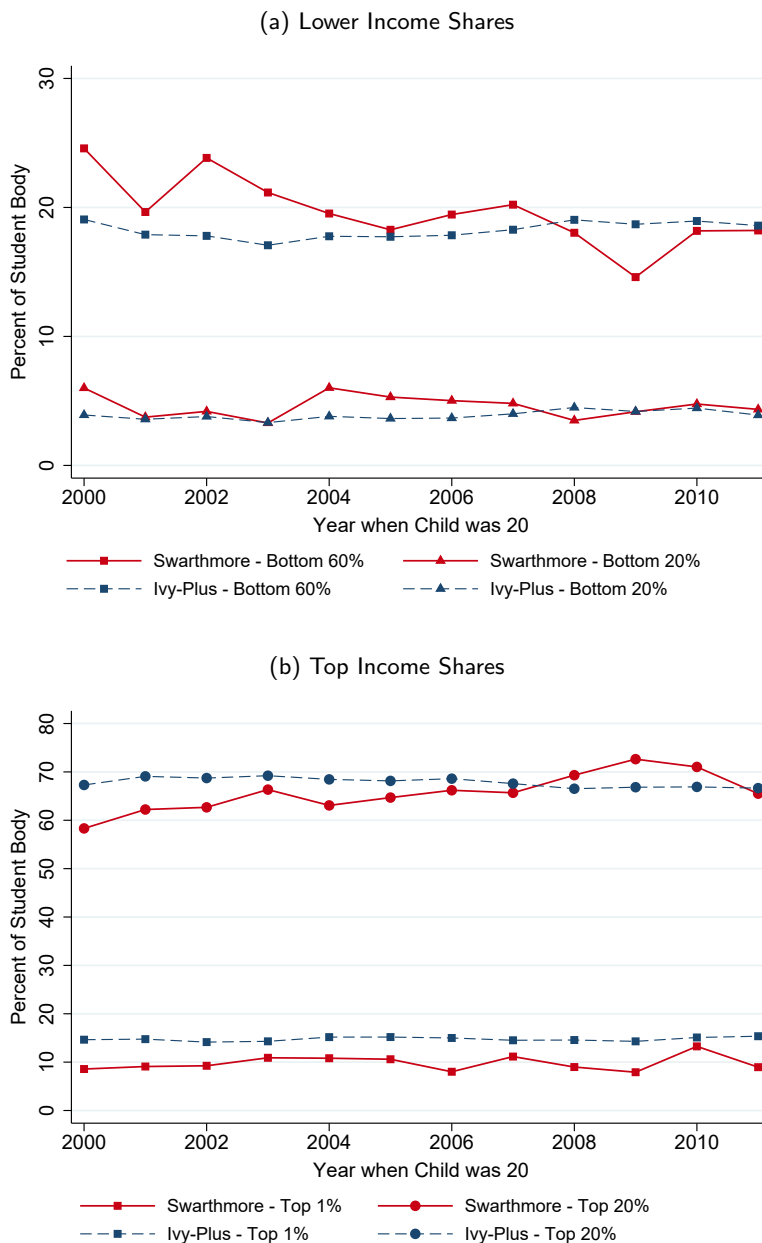 (a) Lower Income Shares
30
20
10
0
Percent of Student Body
2000 2002 2004 2006 2008 2010
Year when Child was 20
Swarthmore - Bottom 60% Swarthmore - Bottom 20%
Ivy-Plus - Bottom 60% Ivy-Plus - Bottom 20%
(b) Top Income Shares
80
70
60
50
40
30
20
10
0
Percent of Student Body
2000 2002 2004 2006 2008 2010
Year when Child was 20
Swarthmore - Top 1% Swarthmore - Top 20%
Ivy-Plus - Top 1% Ivy-Plus - Top 20%